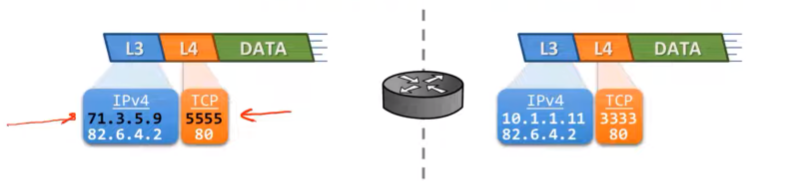 L3 L4 DATA
IPv4 TCP
71.3.5.9 5555
82.6.4.2 80
L3 L4 DATA
IPv4 TCP
10.1.1.11 3333
82.6.4.2 80